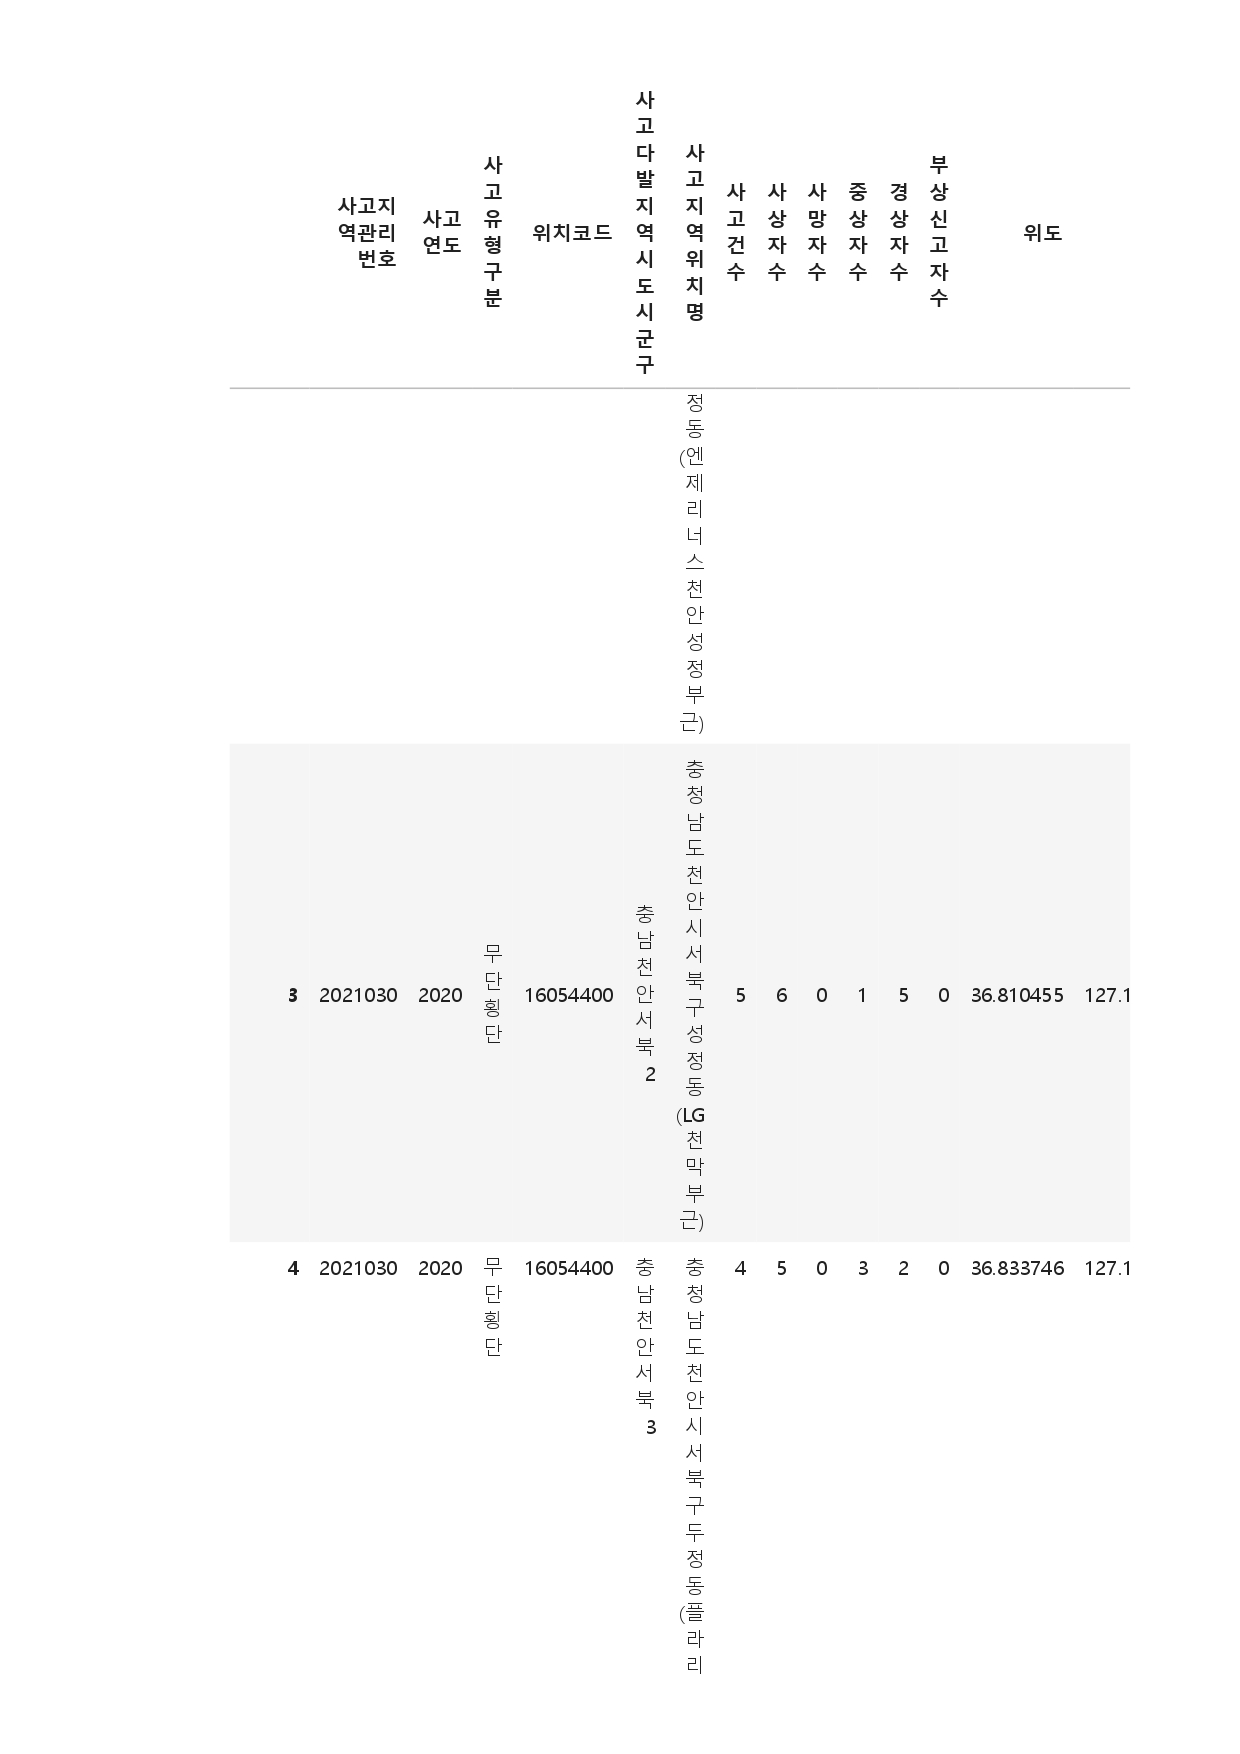 사고지
역관리
번호
사고
연도
사고유형구분
위치코드
사고다발지역시도시군구
사고지역위치명
사고건수
사상자수
사망자수
중상자수
경상자수
부상신고자수
위도
정동(엔제리너스천안성정부근)
3
2021030
2020
무단횡단
16054400
충남천안서북2
충청남도천안시서북구성정동(LG천막부근)
5
6
0
1
5
0
36.810455
127.1
4
2021030
2020
무단횡단
16054400
충남천안서북3
충청남도천안시서북구두정동(플라리
4
5
0
3
2
0
36.833746
127.1